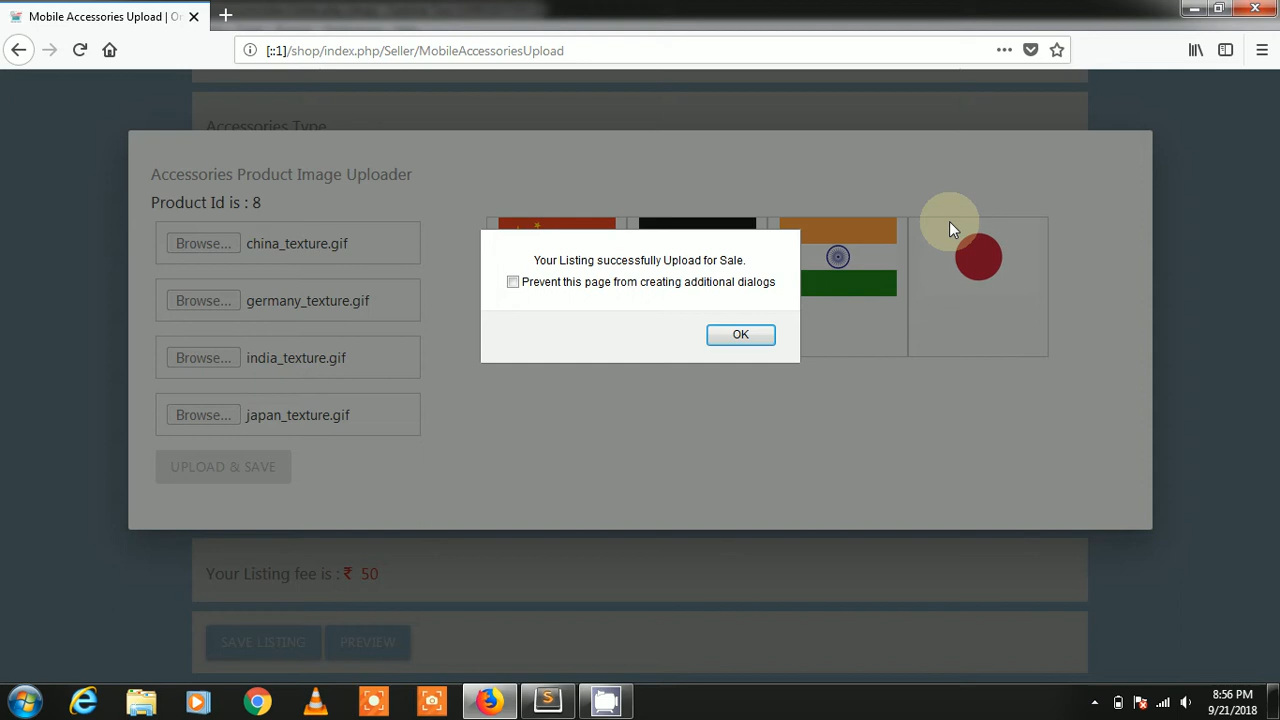 Mobile Accessories Upload | O
[::1]/shop/index.php/Seller/MobileAccessoriesUpload
Accessories Type
Accessories Product Image Uploader
Product Id is : 8
Browse... china_texture.gif
Browse... germany_texture.gif
Browse... india_texture.gif
Browse... japan_texture.gif
UPLOAD & SAVE
Your Listing successfully Upload for Sale.
Prevent this page from creating additional dialogs
OK
Your Listing fee is : ₹ 50
SAVE LISTING PREVIEW
8:56 PM
9/21/2018